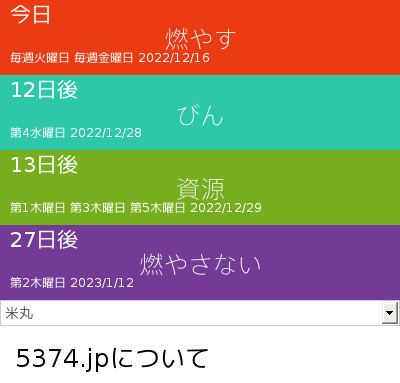 今日
燃やす
毎週火曜日 毎週金曜日 2022/12/16
12日後
びん
第4水曜日 2022/12/28
13日後
資源
第1木曜日 第3木曜日 第5木曜日 2022/12/29
27日後
燃やさない
第2木曜日 2023/1/12
米丸
5374.jpについて